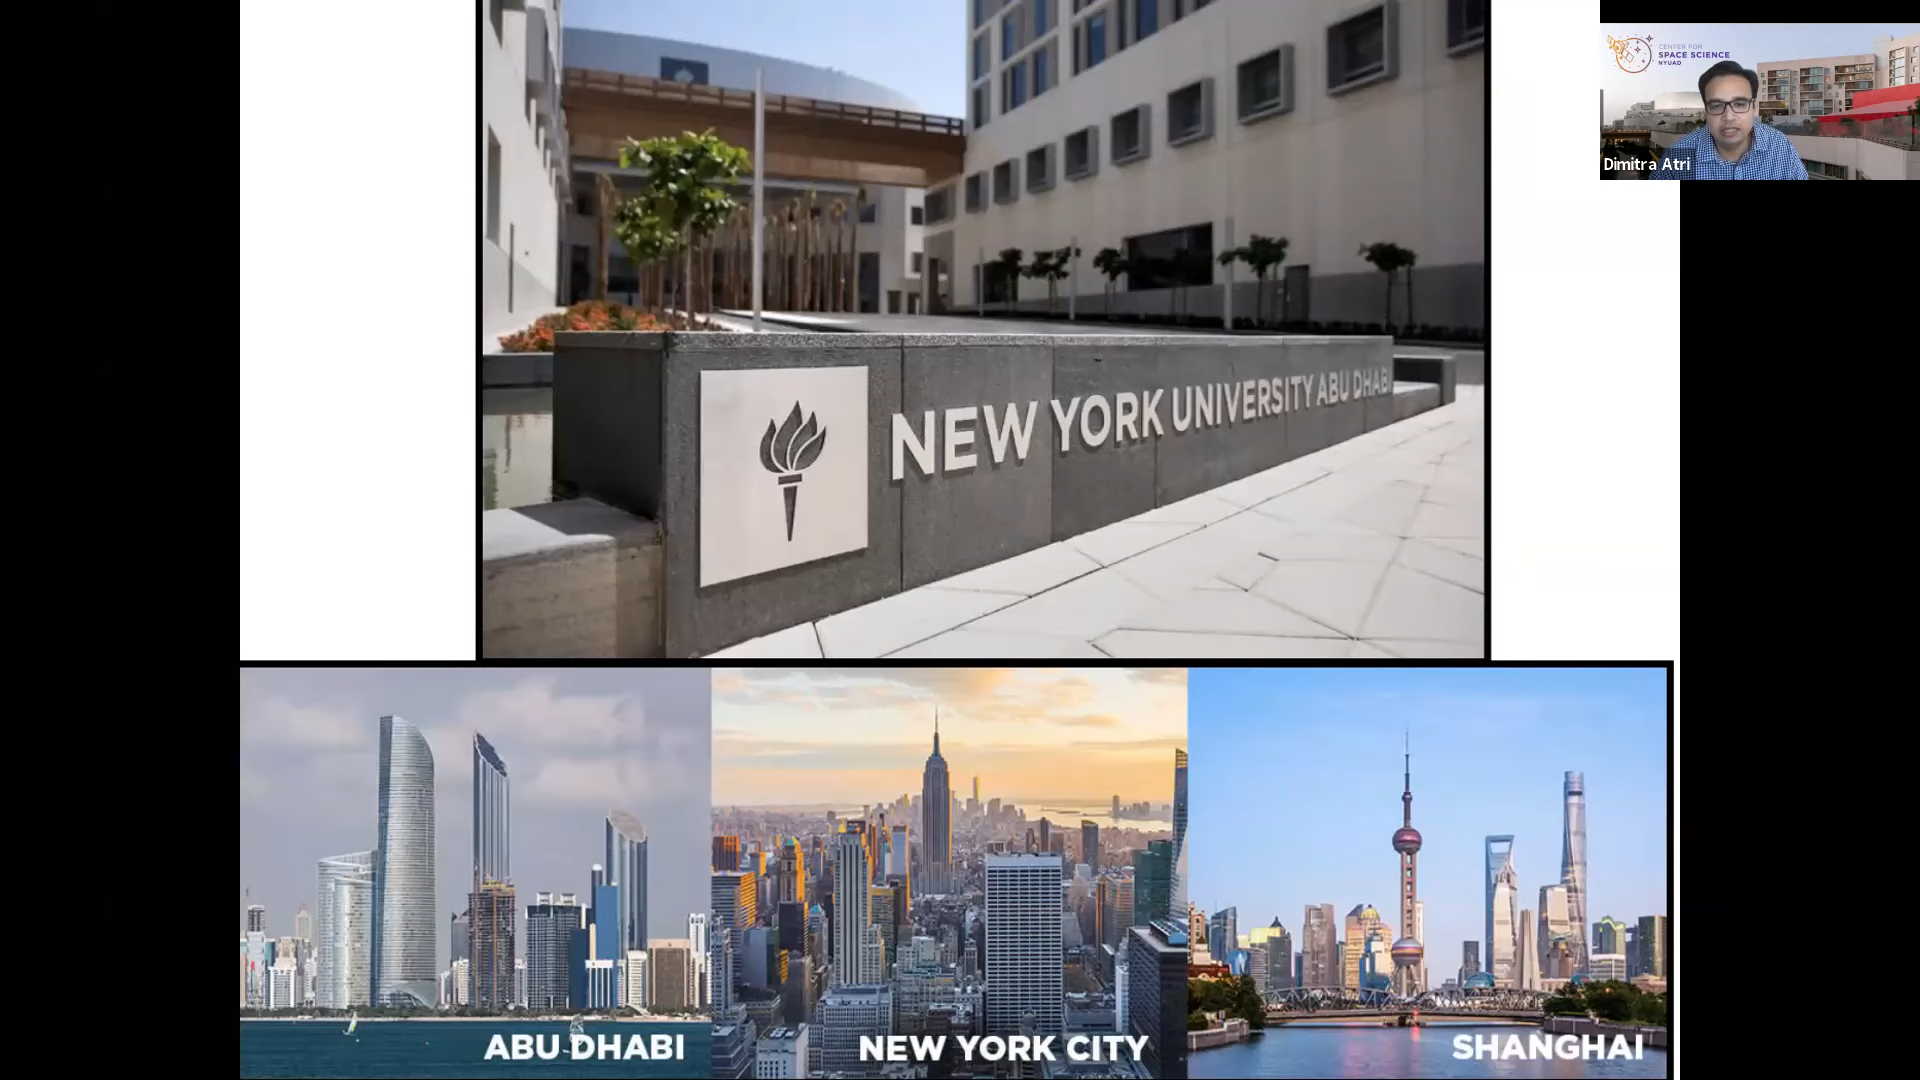 CENTER FOR
SPACE SCIENCE
NYUAD
Dimitra Atri
NEW YORK UNIVERSITY ABU DHABI
ABU DHABI
NEW YORK CITY
SHANGHAI